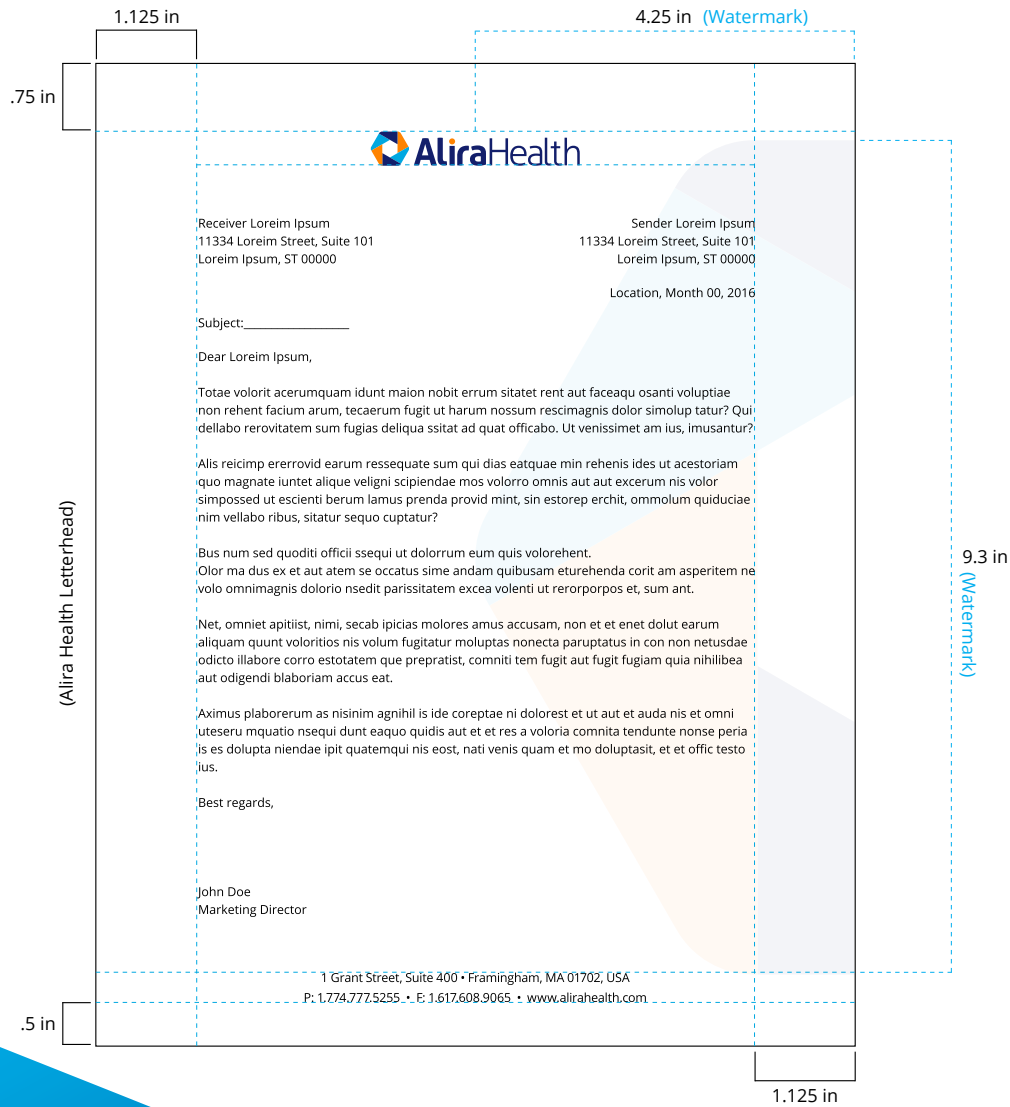 1.125 in
4.25 in (Watermark)
.75 in
AliraHealth
Receiver Loreim Ipsum
11334 Loreim Street, Suite 101
Loreim Ipsum, ST 00000
Sender Loreim Ipsum
11334 Loreim Street, Suite 101
Loreim Ipsum, ST 00000
Location, Month 00, 2016
Subject:___________________
Dear Loreim Ipsum,
Totae volorit acerumquam idunt maion nobit errum sitatet rent aut faceaqu osanti voluptiae
non rehent facium arum, tecaerum fugit ut harum nossum rescimagnis dolor simolup tatur? Qui
dellabo rerovitatem sum fugias deliqua ssitat ad quat officabo. Ut venissimet am ius, imusantur?
Alis reicimp ererrovid earum ressequate sum qui dias eatquae min rehenis ides ut acestoriam
quo magnate iuntet alique veligni scipiendae mos volorro omnis aut aut excerum nis volor
simpossed ut escienti berum lamus prenda provid mint, sin estorep erchit, ommolum quiduciae
nim vellabo ribus, sitatur sequo cuptatur?
Bus num sed quoditi officii ssequi ut dolorrum eum quis volorehent.
Olor ma dus ex et aut atem se occatus sime andam quibusam eturehenda corit am asperitem ne
volo omnimagnis dolorio nsedit parissitatem excea volenti ut rerorporpos et, sum ant.
Net, omniet apitiist, nimi, secab ipicias molores amus accusam, non et et enet dolut earum
aliquam quunt voloritios nis volum fugitatur moluptas nonecta paruptatus in con non netusdae
odicto illabore corro estotatem que prepratist, comniti tem fugit aut fugit fugiam quia nihilibea
aut odigendi blaboriam accus eat.
Aximus plaborerum as nisinim agnihil is ide coreptae ni dolorest et ut aut et auda nis et omni
uteseru mquatio nsequi dunt eaquo quidis aut et et res a voloria comnita tendunte nonse peria
is es dolupta niendae ipit quatemqui nis eost, nati venis quam et mo doluptasit, et et offic testo
ius.
Best regards,
John Doe
Marketing Director
1 Grant Street, Suite 400 • Framingham, MA 01702, USA
P: 1.774.777.5255 • F: 1.617.608.9065 • www.alirahealth.com
(Alira Health Letterhead)
9.3 in
(Watermark)
.5 in
1.125 in